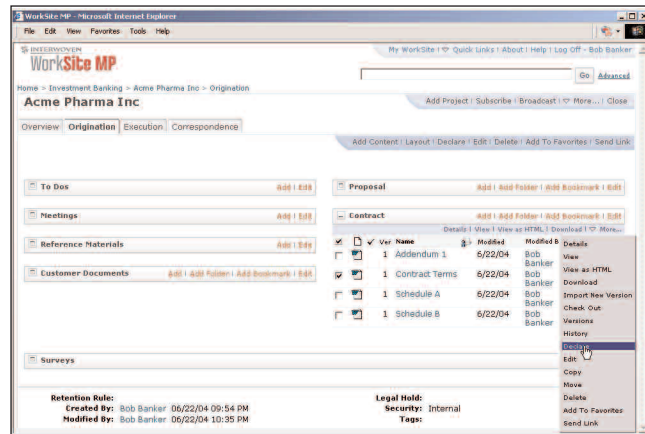 WorkSite MP - Microsoft Internet Explorer
File Edit View Favorites Tools Help
INTERWOVEN
WorkSite MP
My WorkSite | Quick Links | About | Help | Log Off - Bob Banker
Go Advanced
Home > Investment Banking > Acme Pharma Inc > Origination
Acme Pharma Inc
Add Project | Subscribe | Broadcast | More... | Close
Overview Origination Execution Correspondence
Add Content | Layout | Declare | Edit | Delete | Add To Favorites | Send Link
To Dos Add | Edit
Proposal Add | Add Folder | Add Bookmark | Edit
Meetings Add | Edit
Contract Add | Add Folder | Add Bookmark | Edit
Details | View | View as HTML | Download | More...
Reference Materials Add | Edit
Ver Name Modified Modified B
1 Addendum 1 6/22/04 Bob Banker
Customer Documents Add | Add Folder | Add Bookmark | Edit
1 Contract Terms 6/22/04 Bob Banker
1 Schedule A 6/22/04 Bob Banker
1 Schedule B 6/22/04 Bob Banker
Details
View
View as HTML
Download
Import New Version
Check Out
Versions
History
Declare
Edit
Copy
Move
Delete
Add To Favorites
Send Link
Surveys
Retention Rule:
Created By: Bob Banker 06/22/04 09:54 PM
Modified By: Bob Banker 06/22/04 10:35 PM
Legal Hold:
Security: Internal
Tags: